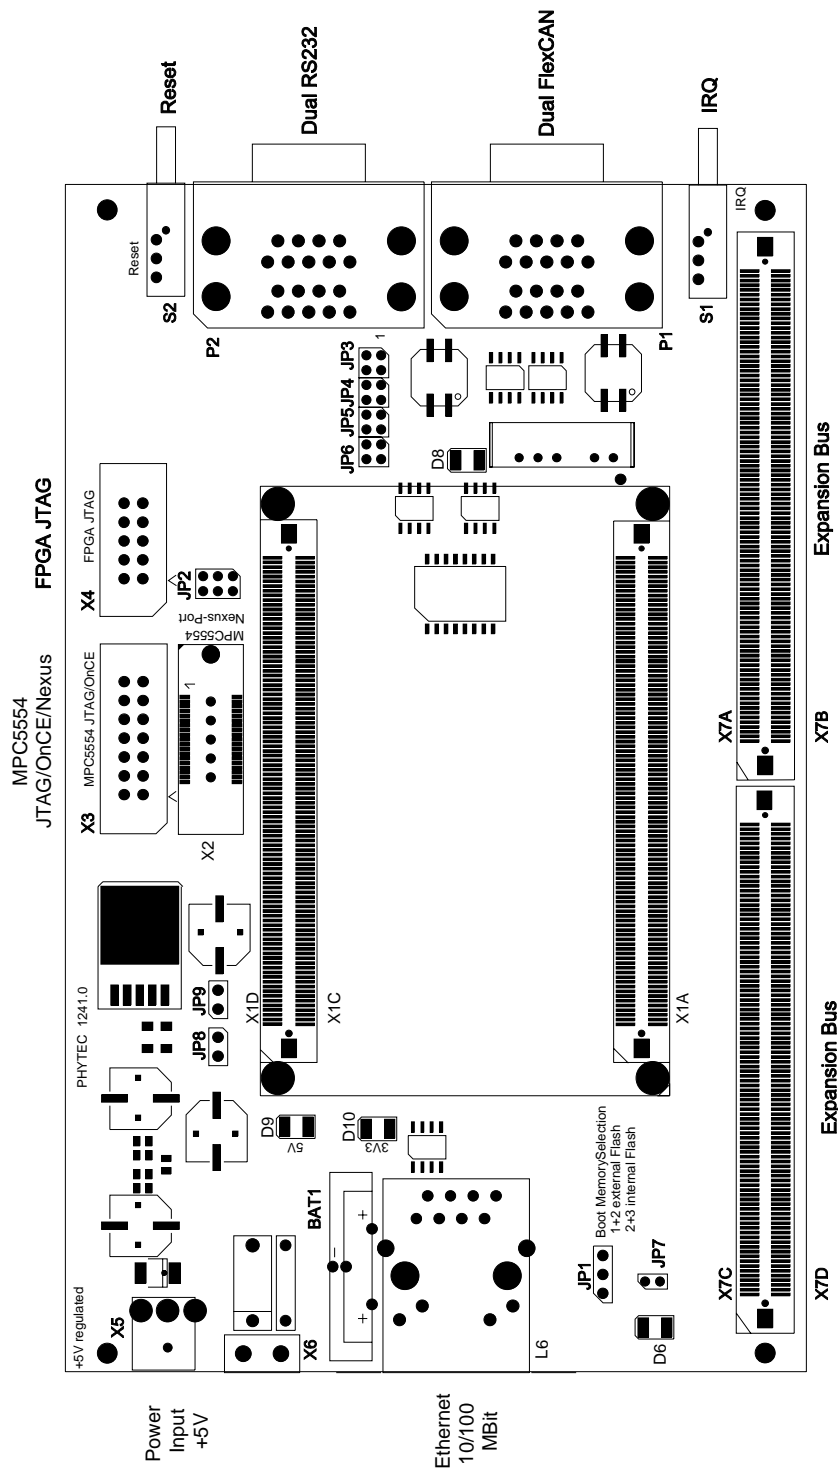 Reset
Dual RS232
Dual FlexCAN
IRQ
Reset
S2
P2
IRQ
S1
P1
JP3
1
JP4
JP5
JP6
D8
FPGA JTAG
FPGA JTAG
X4
JP2
MPC5554
Nexus-Port
MPC5554
JTAG/OnCE/Nexus
MPC5554 JTAG/OnCE
X3
1
X2
Expansion Bus
X7A
X7B
PHYTEC 1241.0
JP9
JP8
X1D
X1C
X1A
D9
5V
D10
3V3
BAT1
+
-
+
Boot MemorySelection
1+2 external Flash
2+3 internal Flash
JP1
JP7
D6
L6
Expansion Bus
X7C
X7D
+5V regulated
X5
X6
Power
Input
+5V
Ethernet
10/100
MBit